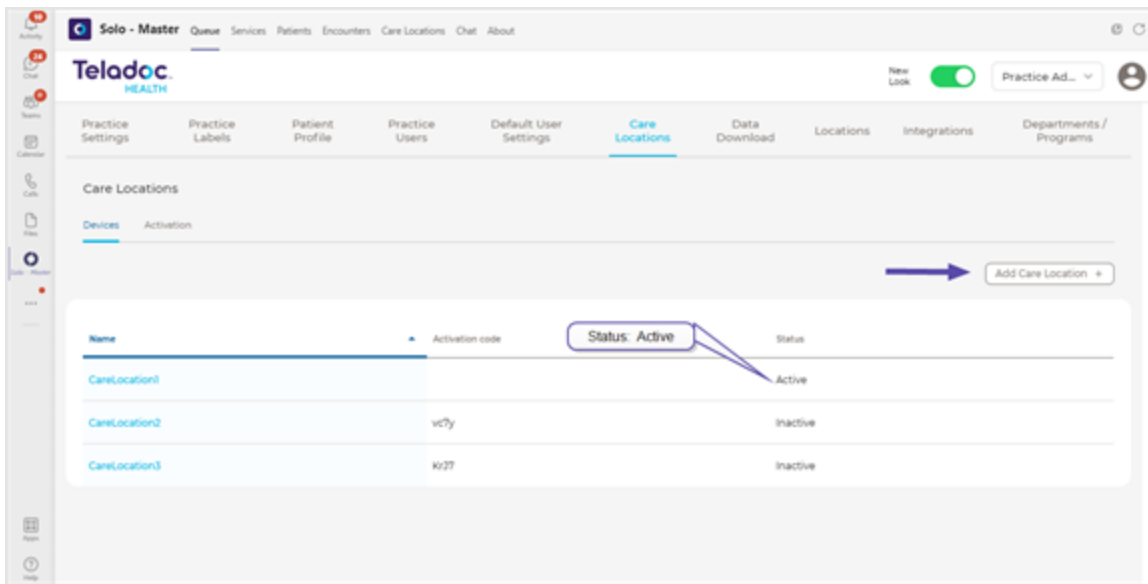 10
Activity
Solo - Master Queue Services Patients Encounters Care Locations Chat About
Chat
Teladoc
HEALTH
New
Look
Practice Ad...
Teams
Calendar
Calls
Files
Solo - Master
Apps
Help
Practice
Settings
Practice
Labels
Patient
Profile
Practice
Users
Default User
Settings
Care
Locations
Data
Download
Locations
Integrations
Departments /
Programs
Care Locations
Devices Activation
Add Care Location +
Name Activation code Status
Status: Active
CareLocation1 Active
CareLocation2 vc7y Inactive
CareLocation3 Inactive